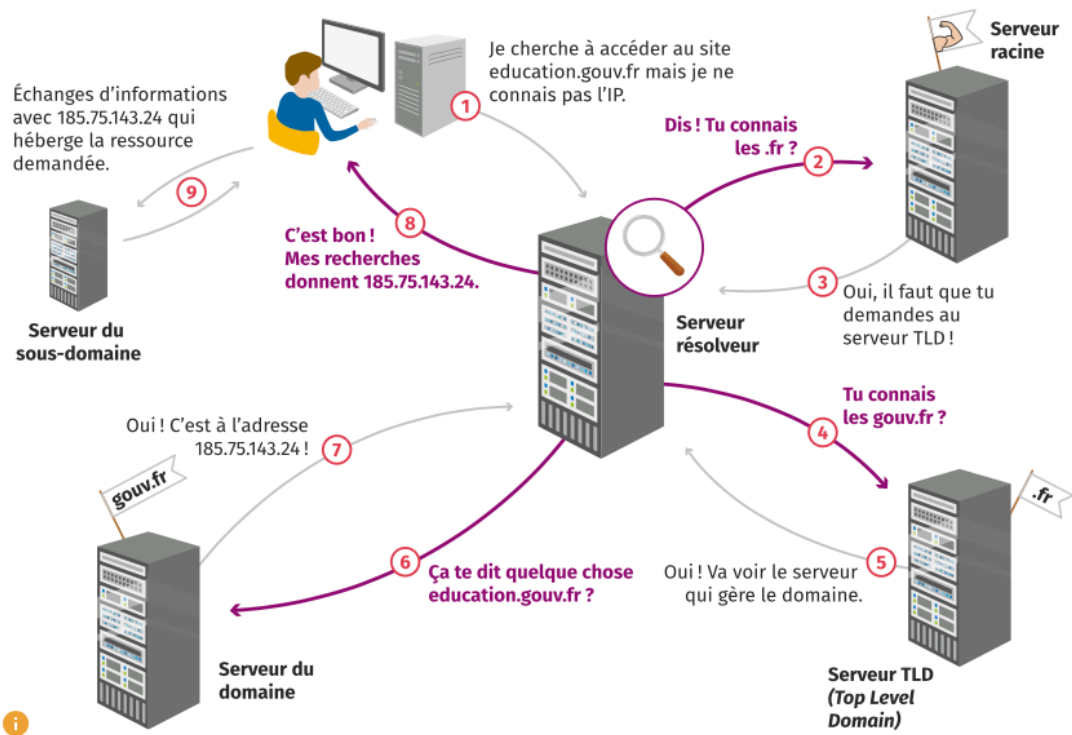 1
Je cherche à accéder au site
education.gouv.fr mais je ne
connais pas l'IP.
Serveur
racine
Dis ! Tu connais
les .fr ?
2
3
Oui, il faut que tu
demandes au
serveur TLD !
Serveur
résolveur
Tu connais
les gouv.fr ?
4
.fr
5
Oui ! Va voir le serveur
qui gère le domaine.
Serveur TLD
(Top Level
Domain)
6
Ça te dit quelque chose
education.gouv.fr ?
gouv.fr
Serveur du
domaine
Oui ! C'est à l'adresse
185.75.143.24 !
7
8
C'est bon !
Mes recherches
donnent 185.75.143.24.
Échanges d'informations
avec 185.75.143.24 qui
héberge la ressource
demandée.
9
Serveur du
sous-domaine
i